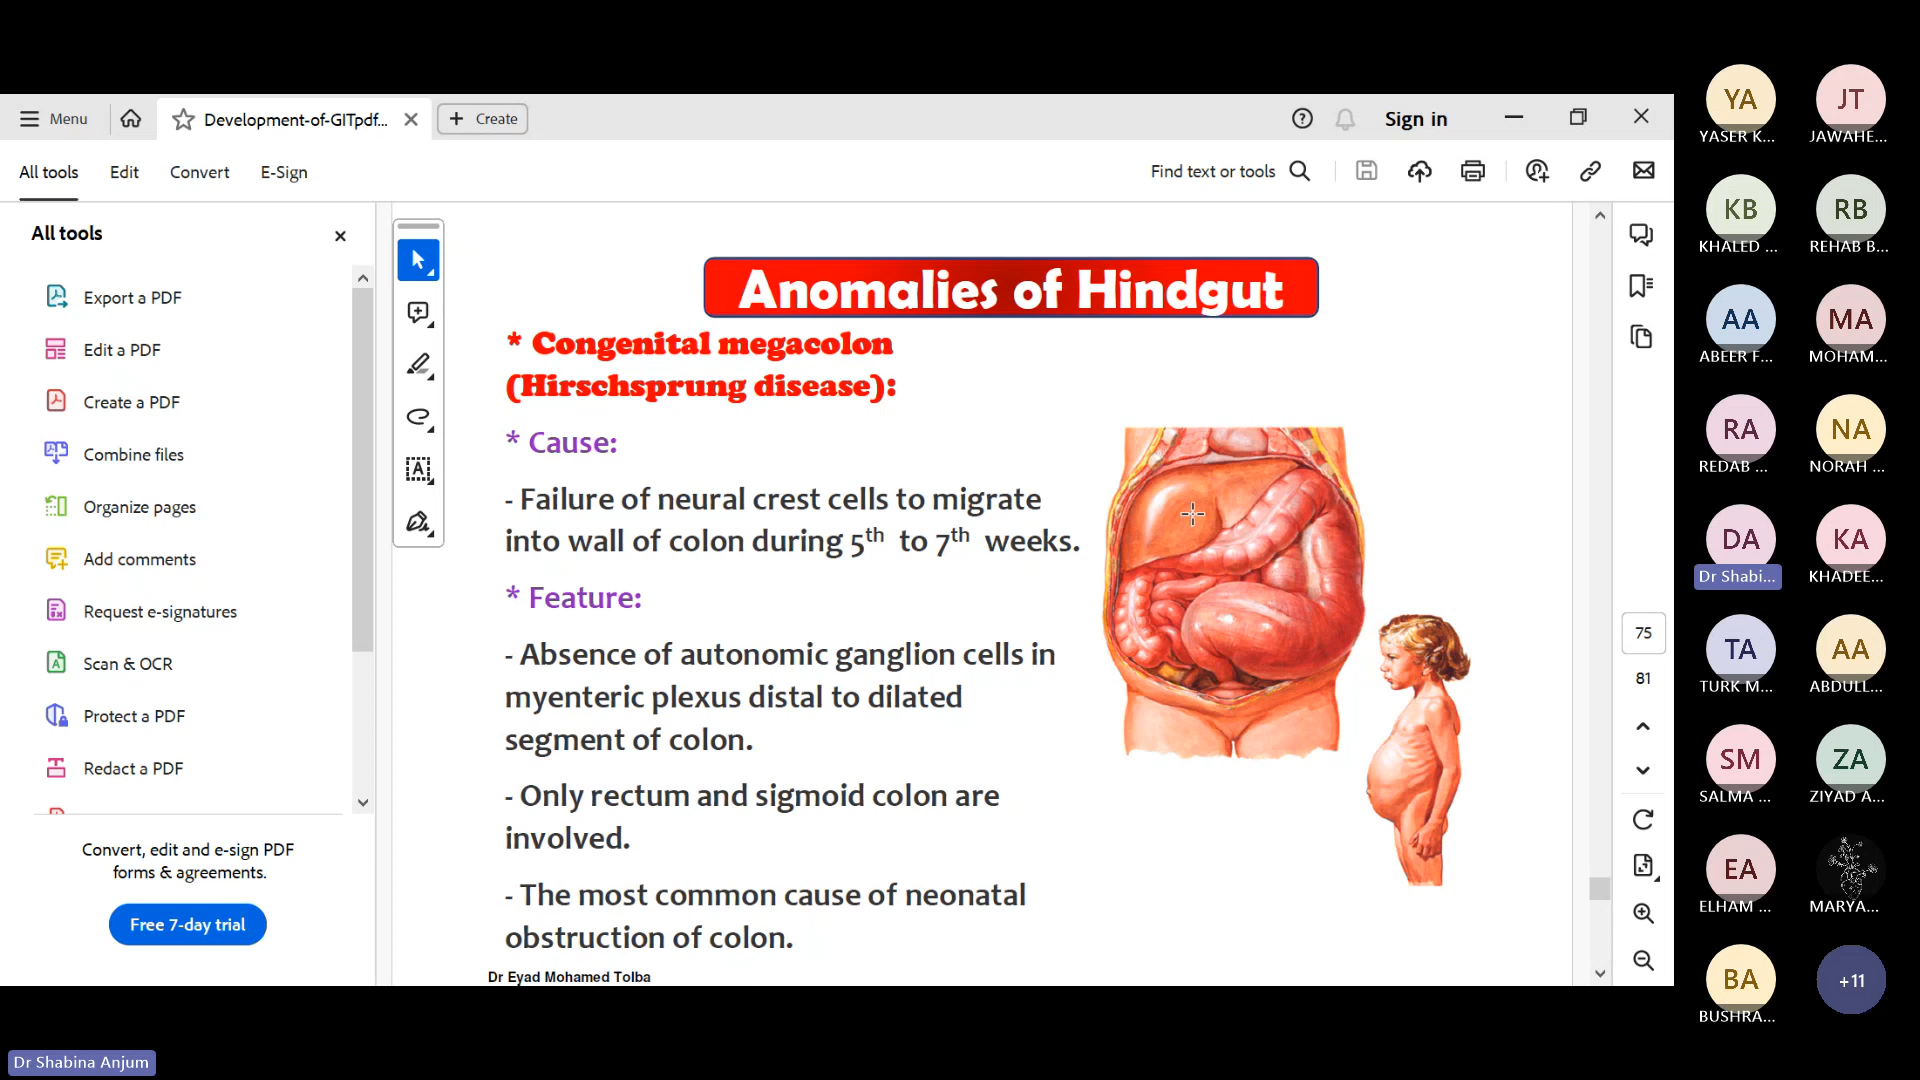 Menu
Development-of-GITpdf...
Create
Sign in
All tools
Edit
Convert
E-Sign
Find text or tools
All tools
Export a PDF
Edit a PDF
Create a PDF
Combine files
Organize pages
Add comments
Request e-signatures
Scan & OCR
Protect a PDF
Redact a PDF
Convert, edit and e-sign PDF
forms & agreements.
Free 7-day trial
Anomalies of Hindgut
* Congenital megacolon
(Hirschsprung disease):
* Cause:
- Failure of neural crest cells to migrate
into wall of colon during 5th to 7th weeks.
* Feature:
- Absence of autonomic ganglion cells in
myenteric plexus distal to dilated
segment of colon.
- Only rectum and sigmoid colon are
involved.
- The most common cause of neonatal
obstruction of colon.
Dr Eyad Mohamed Tolba
75
81
YA
YASER K...
JT
JAWAHE...
KB
KHALED ...
RB
REHAB B...
AA
ABEER F...
MA
MOHAM...
RA
REDAB ...
NA
NORAH ...
DA
Dr Shabi...
KA
KHADEE...
TA
TURK M...
AA
ABDULL...
SM
SALMA ...
ZA
ZIYAD A...
EA
ELHAM ...
MARYA...
BA
BUSHRA...
+11
Dr Shabina Anjum